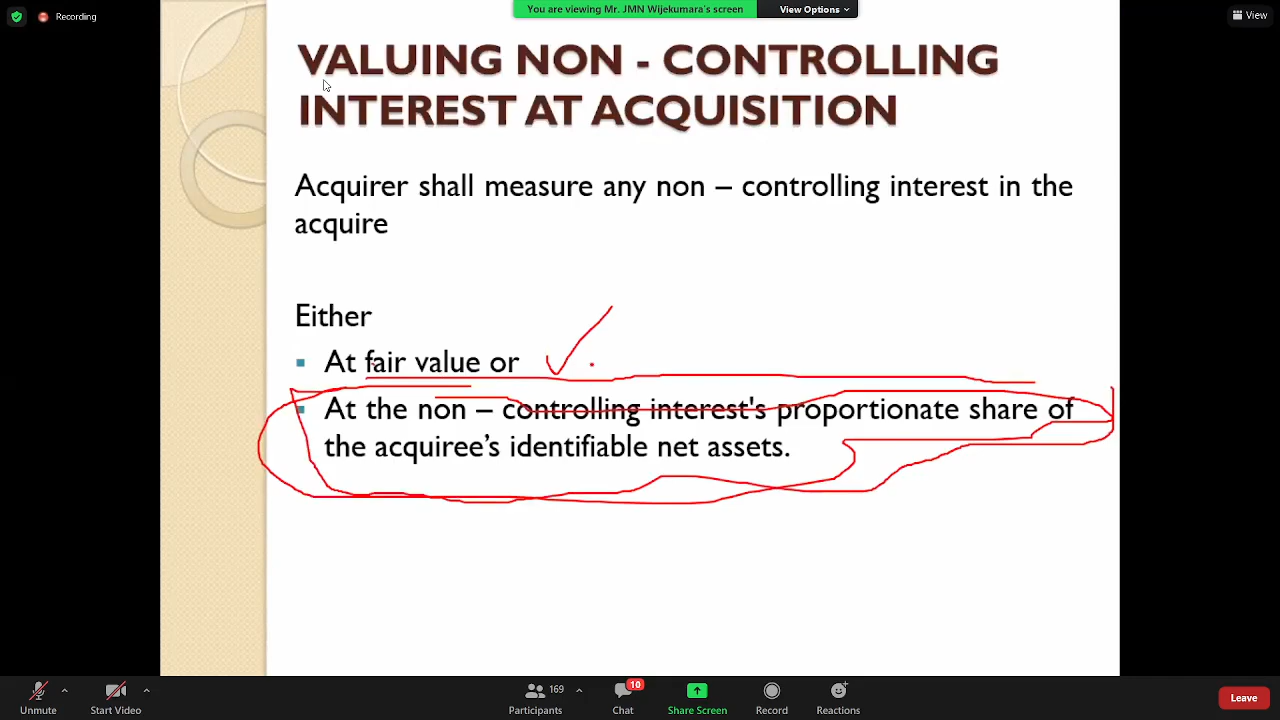 Recording
You are viewing Mr. JMN Wijekumara's screen
View Options
View
VALUING NON - CONTROLLING
INTEREST AT ACQUISITION
Acquirer shall measure any non – controlling interest in the
acquire
Either
▪ At fair value or
▪ At the non – controlling interest's proportionate share of
the acquiree’s identifiable net assets.
Unmute
Start Video
169
Participants
10
Chat
Share Screen
Record
Reactions
Leave